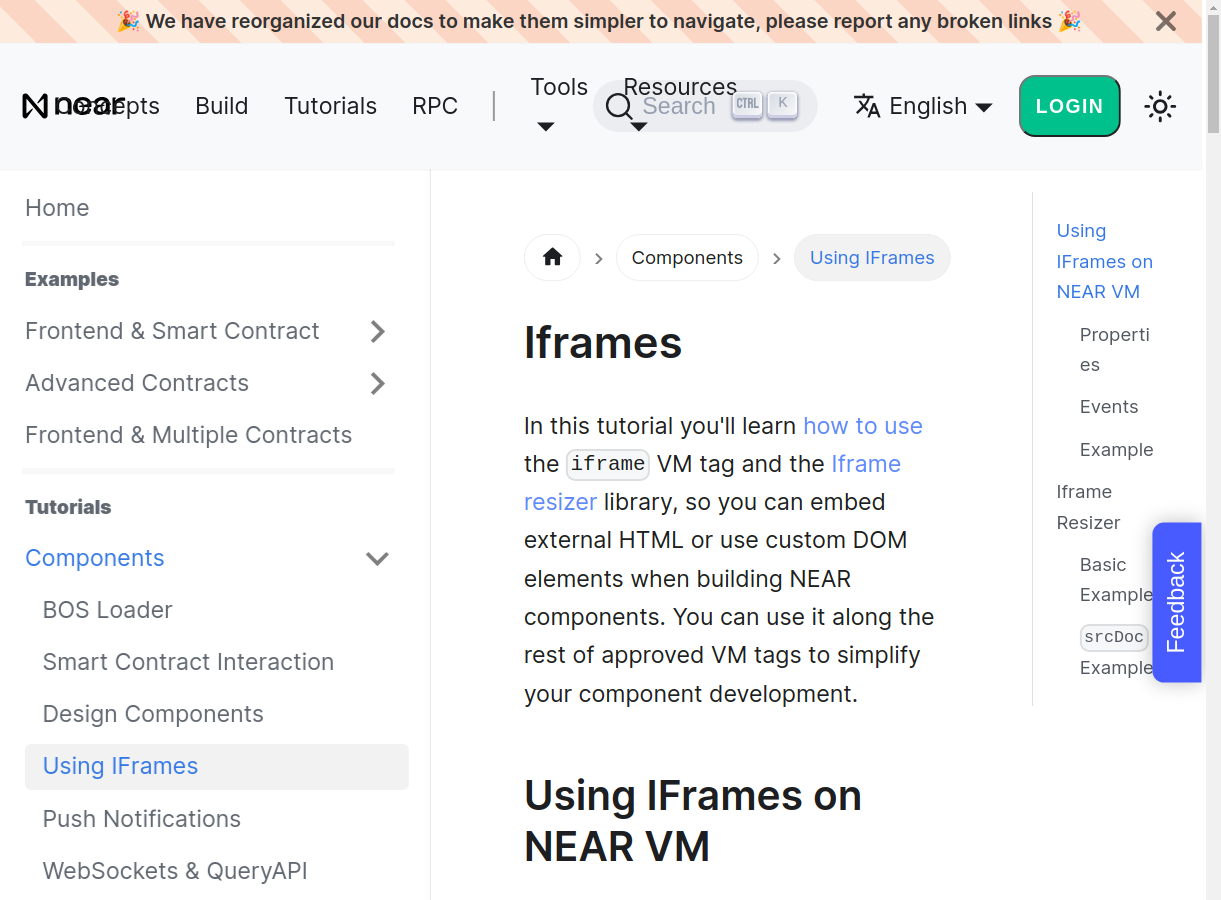 🎉 We have reorganized our docs to make them simpler to navigate, please report any broken links 🎉
near
Concepts
Build
Tutorials
RPC
Tools
Resources
Search
CTRL
K
English
LOGIN
Home
Examples
Frontend & Smart Contract
Advanced Contracts
Frontend & Multiple Contracts
Tutorials
Components
BOS Loader
Smart Contract Interaction
Design Components
Using IFrames
Push Notifications
WebSockets & QueryAPI
Components
Using IFrames
Iframes
In this tutorial you'll learn how to use
the iframe VM tag and the Iframe
resizer library, so you can embed
external HTML or use custom DOM
elements when building NEAR
components. You can use it along the
rest of approved VM tags to simplify
your component development.
Using IFrames on
NEAR VM
Using
IFrames on
NEAR VM
Properti
es
Events
Example
Iframe
Resizer
Basic
Example
srcDoc
Example
Feedback